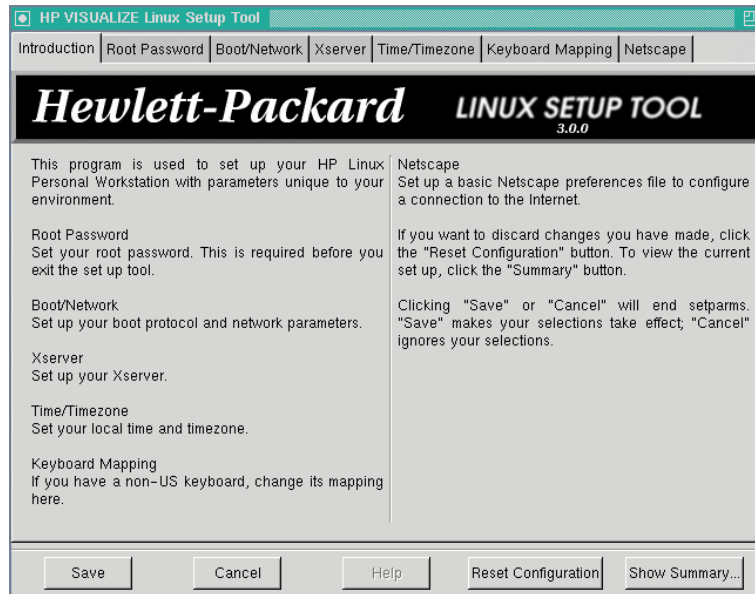 HP VISUALIZE Linux Setup Tool
Introduction
Root Password
Boot/Network
Xserver
Time/Timezone
Keyboard Mapping
Netscape
Hewlett-Packard
LINUX SETUP TOOL
3.0.0
This program is used to set up your HP Linux
Personal Workstation with parameters unique to your
environment.
Root Password
Set your root password. This is required before you
exit the set up tool.
Boot/Network
Set up your boot protocol and network parameters.
Xserver
Set up your Xserver.
Time/Timezone
Set your local time and timezone.
Keyboard Mapping
If you have a non-US keyboard, change its mapping
here.
Netscape
Set up a basic Netscape preferences file to configure
a connection to the Internet.
If you want to discard changes you have made, click
the "Reset Configuration" button. To view the current
set up, click the "Summary" button.
Clicking "Save" or "Cancel" will end setparms.
"Save" makes your selections take effect; "Cancel"
ignores your selections.
Save
Cancel
Help
Reset Configuration
Show Summary...